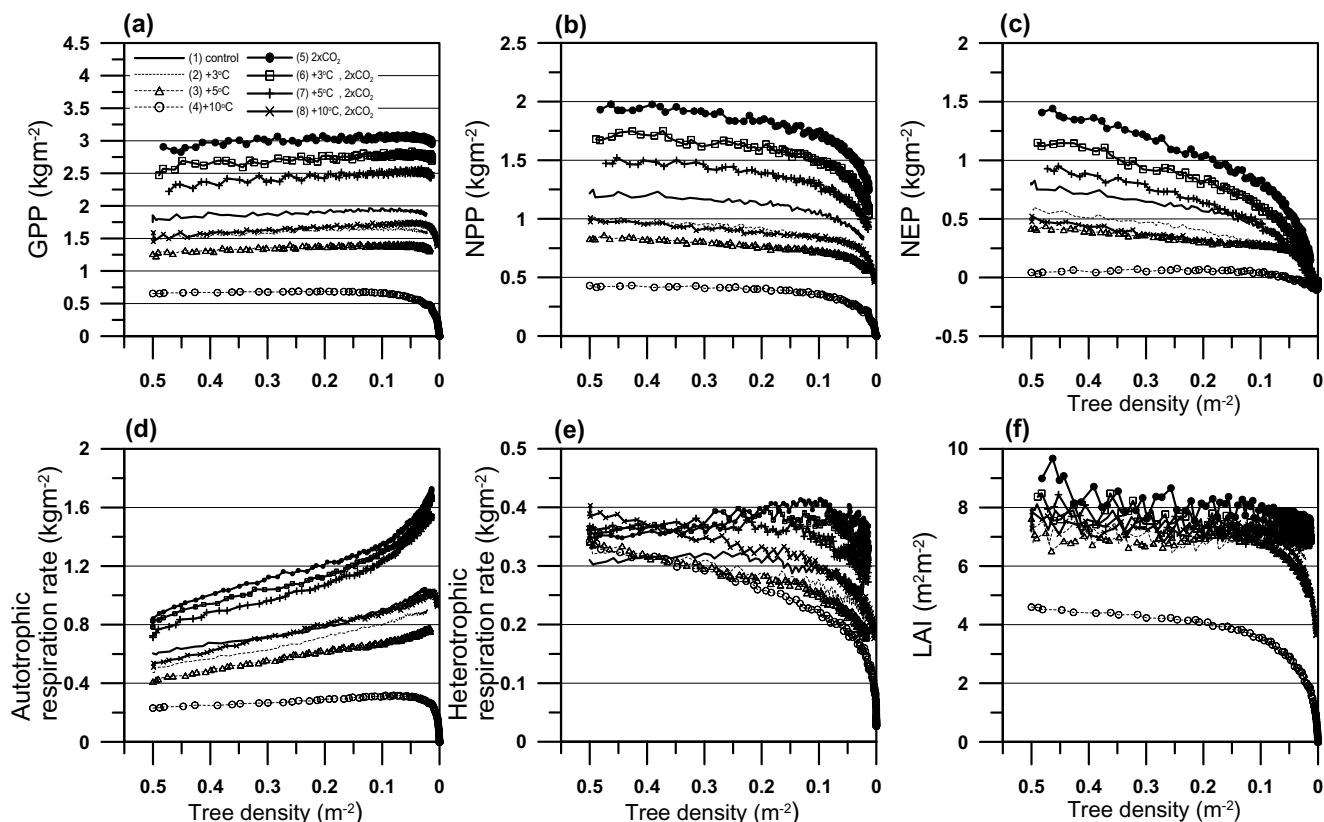 (a)
(b)
(c)
GPP (kgm-2)
4.5
4
3.5
3
2.5
2
1.5
1
0.5
0
(1) control
(2) +3ºC
(3) +5ºC
(4)+10ºC
(5) 2xCO2
(6) +3ºC , 2xCO2
(7) +5ºC , 2xCO2
(8) +10ºC, 2xCO2
0.5 0.4 0.3 0.2 0.1 0
NPP (kgm-2)
2.5
2
1.5
1
0.5
0
0.5 0.4 0.3 0.2 0.1 0
NEP (kgm-2)
2
1.5
1
0.5
0
-0.5
0.5 0.4 0.3 0.2 0.1 0
Tree density (m-2)
(d)
(e)
(f)
Autotrophic
respiration rate (kgm-2)
2
1.6
1.2
0.8
0.4
0
0.5 0.4 0.3 0.2 0.1 0
Tree density (m-2)
Heterotrophic
respiration rate (kgm-2)
0.5
0.4
0.3
0.2
0.1
0
0.5 0.4 0.3 0.2 0.1 0
Tree density (m-2)
LAI (m2m-2)
10
8
6
4
2
0
0.5 0.4 0.3 0.2 0.1 0
Tree density (m-2)